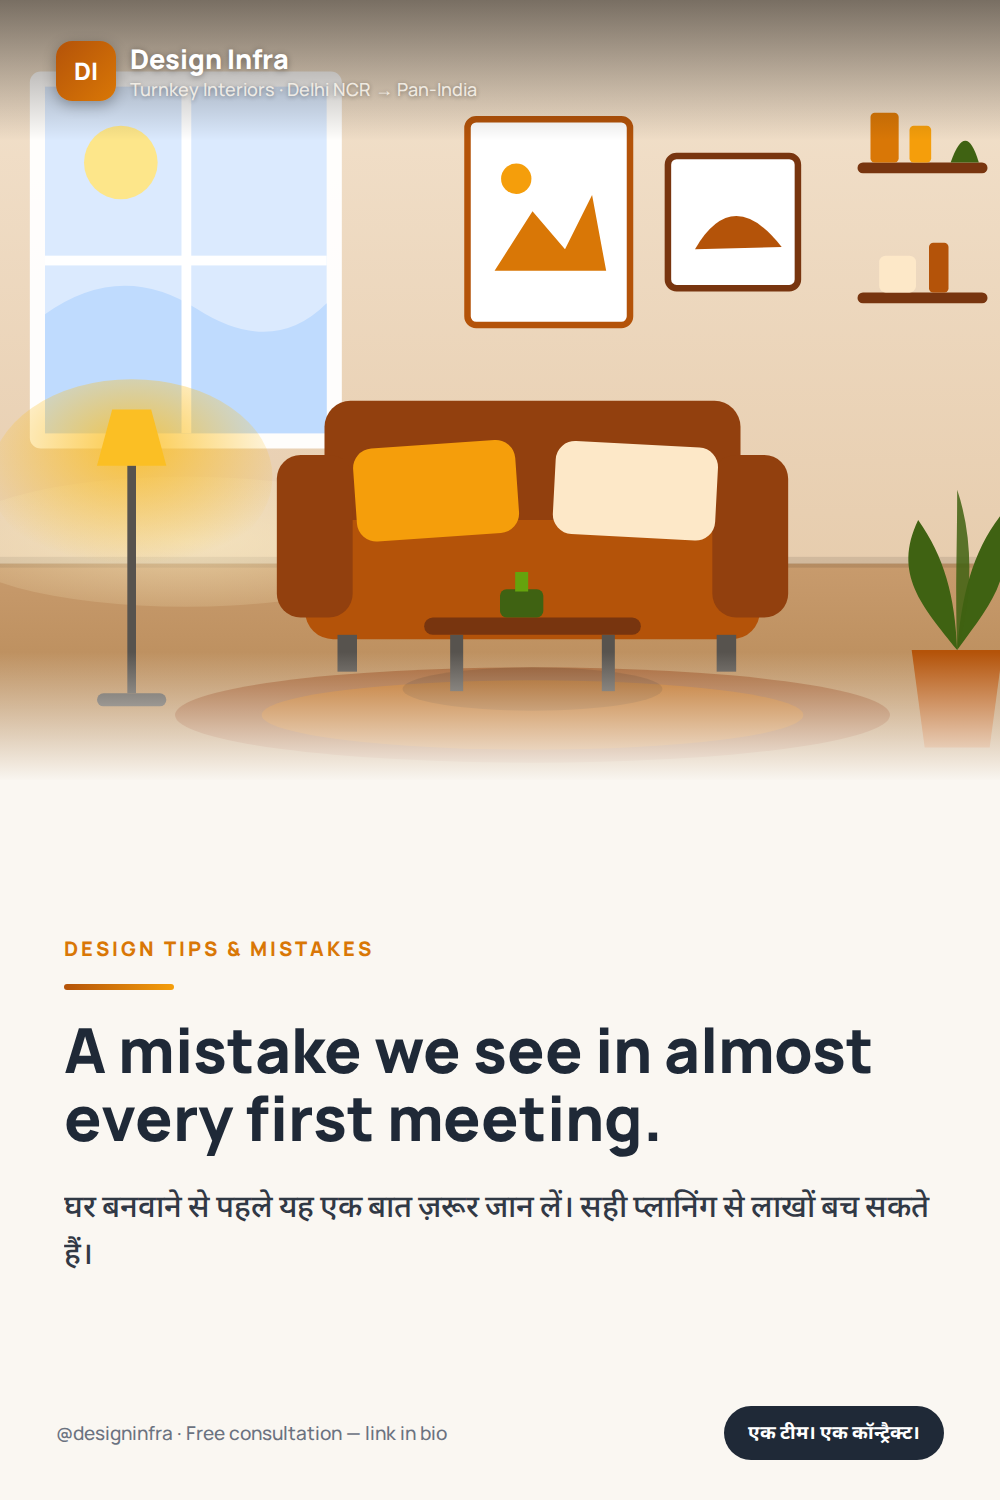 DI
Design Infra
Turnkey Interiors · Delhi NCR → Pan-India
DESIGN TIPS & MISTAKES
A mistake we see in almost
every first meeting.
घर बनवाने से पहले यह एक बात ज़रूर जान लें। सही प्लानिंग से लाखों बच सकते
हैं।
@designinfra · Free consultation — link in bio
एक टीम। एक कॉन्ट्रैक्ट।